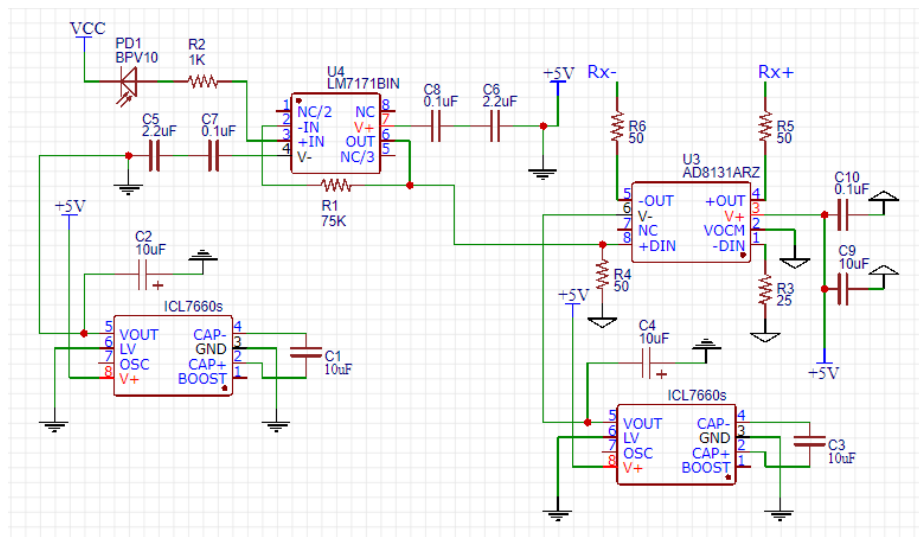 VCC
PD1
BPV10
R2
1K
U4
LM7171BIN
1 NC/2 NC 8
2 -IN V+ 7
3 +IN OUT 6
4 V- NC/3 5
C8
0.1uF
C6
2.2uF
+5V
Rx-
Rx+
R6
50
R5
50
C5
2.2uF
C7
0.1uF
R1
75K
U3
AD8131ARZ
5 -OUT +OUT 4
6 V- V+ 3
7 NC VOCM 2
8 +DIN -DIN 1
C10
0.1uF
C9
10uF
+5V
+5V
C2
10uF
+
R4
50
R3
25
+5V
ICL7660s
5 VOUT CAP- 4
6 LV GND 3
7 OSC CAP+ 2
8 V+ BOOST 1
C1
10uF
C4
10uF
+
ICL7660s
5 VOUT CAP- 4
6 LV GND 3
7 OSC CAP+ 2
8 V+ BOOST 1
C3
10uF